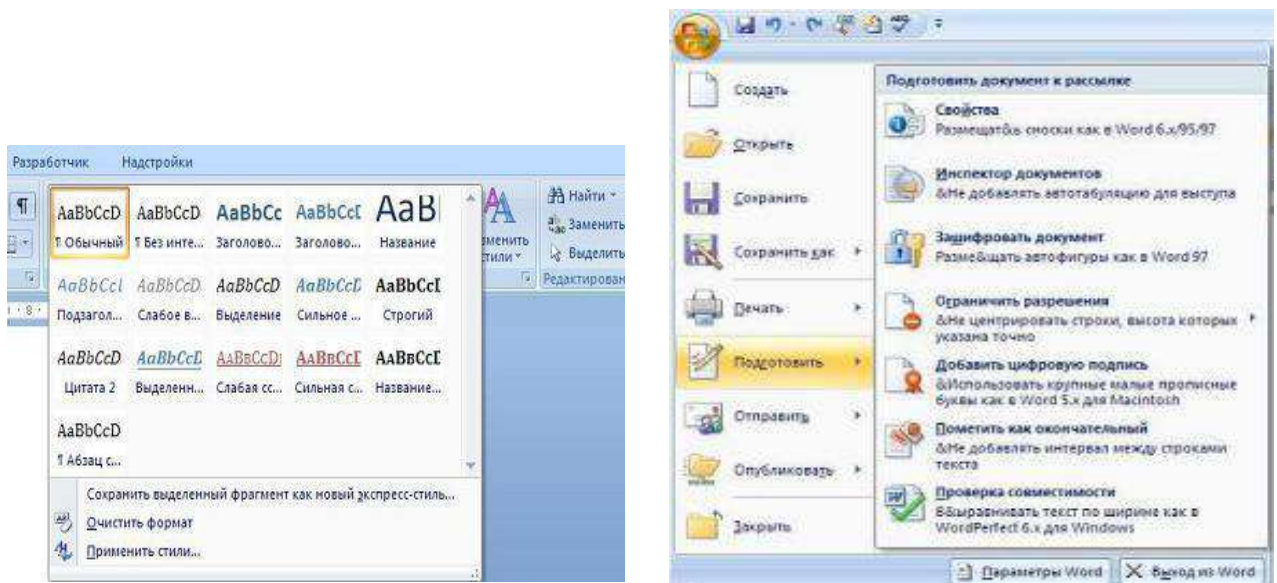 Разработчик Надстройки
¶
AaBbCcD AaBbCcD AaBbCc AaBbCcI АаВ
¶ Обычный ¶ Без инте... Заголово... Заголово... Название
AaBbCcI AaBbCcD AaBbCcD AaBbCcD AaBbCcI
Подзагол... Слабое в... Выделение Сильное ... Строгий
AaBbCcD AaBbCcD AaBbCcD AaBbCcI AaBbCcI
Цитата 2 Выделенн... Слабая сс... Сильная с... Название...
AaBbCcD
¶ Абзац с...
Найти
Заменить
Выделить
Редактирован
Сохранить выделенный фрагмент как новый экспресс-стиль...
Очистить формат
Применить стили...
Создать
Открыть
Сохранить
Сохранить как
Печать
Подготовить
Отправить
Опубликовать
Закрыть
Подготовить документ к рассылке
Свойства
Размещат&ь сноски как в Word 6.x/95/97
Инспектор документов
&Не добавлять автотабуляцию для выступа
Зашифровать документ
Разме&щать автофигуры как в Word 97
Ограничить разрешения
&Не центрировать строки, высота которых
указана точно
Добавить цифровую подпись
&Использовать крупные малые прописные
буквы как в Word 5.x для Macintosh
Пометить как окончательный
&Не добавлять интервал между строками
текста
Проверка совместимости
В&ыравнивать текст по ширине как в
WordPerfect 6.x для Windows
Параметры Word Выход из Word